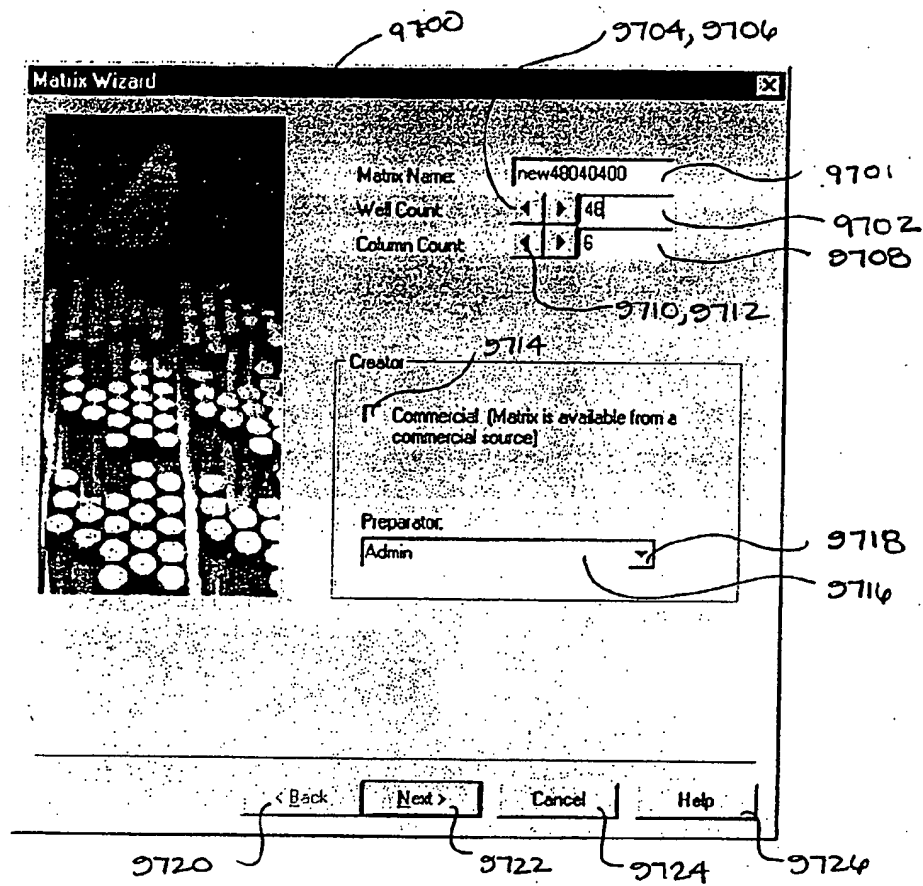 9700
9704, 9706
Matrix Wizard
Matrix Name:
new48040400
9701
Well Count:
48
9702
Column Count:
6
9708
9710, 9712
9714
Creator
Commercial (Matrix is available from a
commercial source)
Preparator:
Admin
9718
9716
< Back
Next >
Cancel
Help
9720
9722
9724
9726